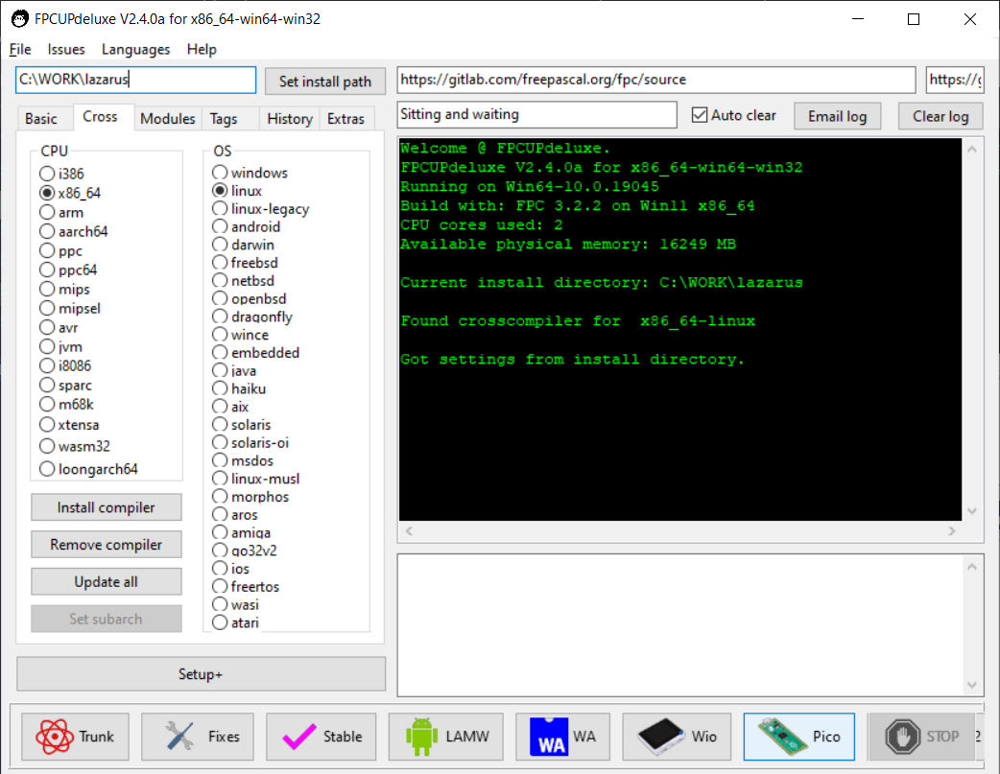 FPCUPdeluxe V2.4.0a for x86_64-win64-win32
File Issues Languages Help
C:\WORK\lazarus
Set install path
https://gitlab.com/freepascal.org/fpc/source
https://g
Basic Cross Modules Tags History Extras
Sitting and waiting
Auto clear
Email log
Clear log
CPU
i386
x86_64
arm
aarch64
ppc
ppc64
mips
mipsel
avr
jvm
i8086
sparc
m68k
xtensa
wasm32
loongarch64
Install compiler
Remove compiler
Update all
Set subarch
OS
windows
linux
linux-legacy
android
darwin
freebsd
netbsd
openbsd
dragonfly
wince
embedded
java
haiku
aix
solaris
solaris-oi
msdos
linux-musl
morphos
aros
amiga
go32v2
ios
freertos
wasi
atari
Welcome @ FPCUPdeluxe.
FPCUPdeluxe V2.4.0a for x86_64-win64-win32
Running on Win64-10.0.19045
Build with: FPC 3.2.2 on Win11 x86_64
CPU cores used: 2
Available physical memory: 16249 MB
Current install directory: C:\WORK\lazarus
Found crosscompiler for x86_64-linux
Got settings from install directory.
Setup+
Trunk
Fixes
Stable
LAMW
WA WA
Wio
Pico
STOP
2